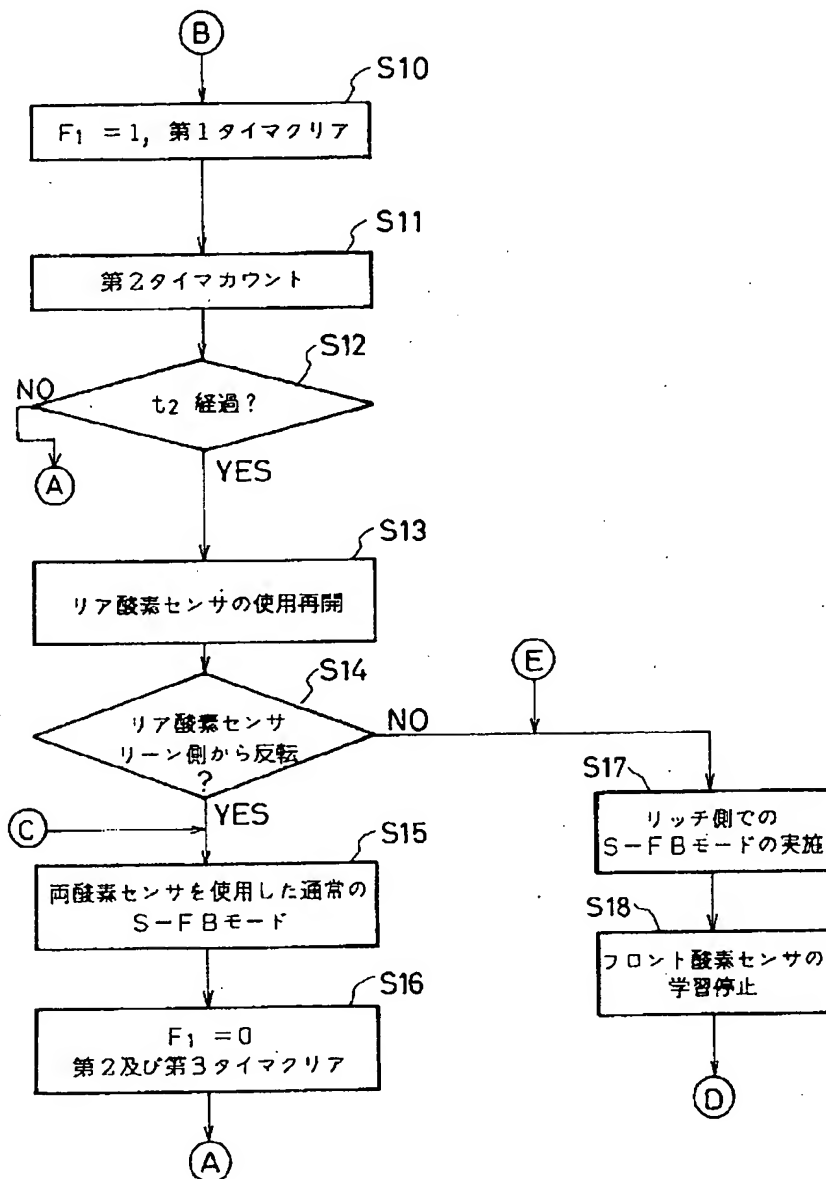 B
S10
F1 =1, 第1タイマクリア
S11
第2タイマカウント
S12
NO
t2 経過?
A
YES
S13
リア酸素センサの使用再開
E
S14
リア酸素センサ
リーン側から反転
?
NO
YES
C
S15
両酸素センサを使用した通常の
S-FBモード
S16
F1 =0
第2及び第3タイマクリア
A
S17
リッチ側での
S-FBモードの実施
S18
フロント酸素センサの
学習停止
D